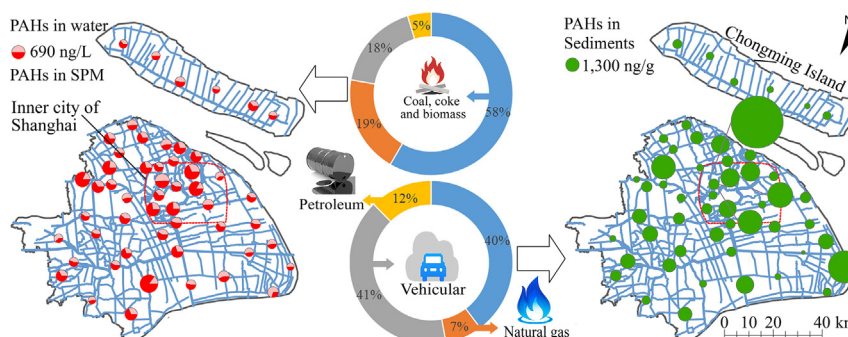 PAHs in water
690 ng/L
PAHs in SPM
Inner city of
Shanghai
5%
18%
19%
58%
Coal, coke
and biomass
Petroleum
12%
40%
41%
7%
Vehicular
Natural gas
PAHs in
Sediments
1,300 ng/g
Chongming Island
N
0 10 20 40 km